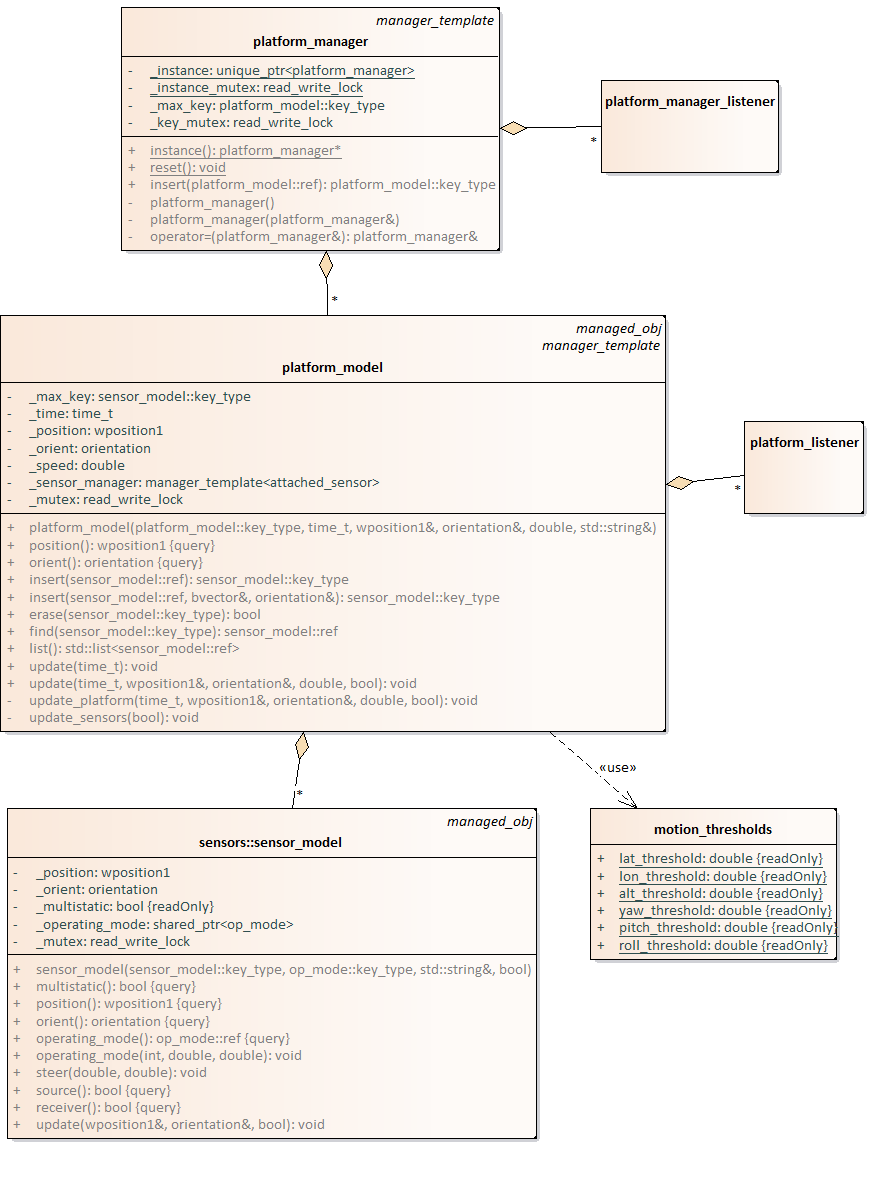 manager_template
platform_manager
- _instance: unique_ptr<platform_manager>
- _instance_mutex: read_write_lock
- _max_key: platform_model::key_type
- _key_mutex: read_write_lock
+ instance(): platform_manager*
+ reset(): void
+ insert(platform_model::ref): platform_model::key_type
- platform_manager()
- platform_manager(platform_manager&)
- operator=(platform_manager&): platform_manager&
platform_manager_listener
*
*
managed_obj
manager_template
platform_model
- _max_key: sensor_model::key_type
- _time: time_t
- _position: wposition1
- _orient: orientation
- _speed: double
- _sensor_manager: manager_template<attached_sensor>
- _mutex: read_write_lock
+ platform_model(platform_model::key_type, time_t, wposition1&, orientation&, double, std::string&)
+ position(): wposition1 {query}
+ orient(): orientation {query}
+ insert(sensor_model::ref): sensor_model::key_type
+ insert(sensor_model::ref, bvector&, orientation&): sensor_model::key_type
+ erase(sensor_model::key_type): bool
+ find(sensor_model::key_type): sensor_model::ref
+ list(): std::list<sensor_model::ref>
+ update(time_t): void
+ update(time_t, wposition1&, orientation&, double, bool): void
- update_platform(time_t, wposition1&, orientation&, double, bool): void
- update_sensors(bool): void
platform_listener
*
«use»
*
managed_obj
sensors::sensor_model
- _position: wposition1
- _orient: orientation
- _multistatic: bool {readOnly}
- _operating_mode: shared_ptr<op_mode>
- _mutex: read_write_lock
+ sensor_model(sensor_model::key_type, op_mode::key_type, std::string&, bool)
+ multistatic(): bool {query}
+ position(): wposition1 {query}
+ orient(): orientation {query}
+ operating_mode(): op_mode::ref {query}
+ operating_mode(int, double, double): void
+ steer(double, double): void
+ source(): bool {query}
+ receiver(): bool {query}
+ update(wposition1&, orientation&, bool): void
motion_thresholds
+ lat_threshold: double {readOnly}
+ lon_threshold: double {readOnly}
+ alt_threshold: double {readOnly}
+ yaw_threshold: double {readOnly}
+ pitch_threshold: double {readOnly}
+ roll_threshold: double {readOnly}